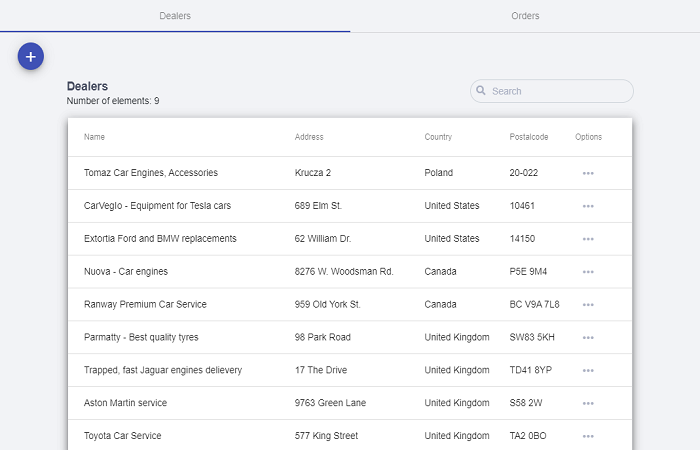 Dealers Orders
+
Dealers
Number of elements: 9
Search
Name Address Country Postalcode Options
Tomaz Car Engines, Accessories Krucza 2 Poland 20-022 •••
CarVeglo - Equipment for Tesla cars 689 Elm St. United States 10461 •••
Extortia Ford and BMW replacements 62 William Dr. United States 14150 •••
Nuova - Car engines 8276 W. Woodsman Rd. Canada P5E 9M4 •••
Ranway Premium Car Service 959 Old York St. Canada BC V9A 7L8 •••
Parmatty - Best quality tyres 98 Park Road United Kingdom SW83 5KH •••
Trapped, fast Jaguar engines delievery 17 The Drive United Kingdom TD41 8YP •••
Aston Martin service 9763 Green Lane United Kingdom S58 2W •••
Toyota Car Service 577 King Street United Kingdom TA2 0BO •••